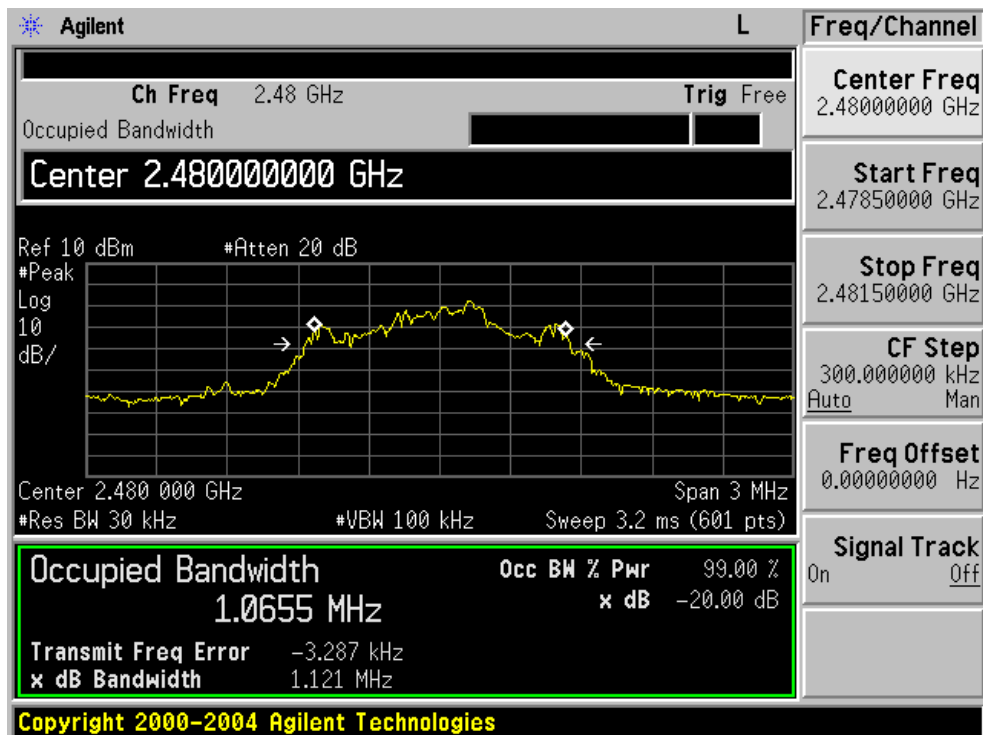 Agilent L Freq/Channel
Ch Freq 2.48 GHz Trig Free
Occupied Bandwidth
Center 2.480000000 GHz
Ref 10 dBm #Atten 20 dB
#Peak
Log
10
dB/
Center 2.480 000 GHz Span 3 MHz
#Res BW 30 kHz #VBW 100 kHz Sweep 3.2 ms (601 pts)
Occupied Bandwidth Occ BW % Pwr 99.00 %
1.0655 MHz x dB -20.00 dB
Transmit Freq Error -3.287 kHz
x dB Bandwidth 1.121 MHz
Copyright 2000-2004 Agilent Technologies
Center Freq
2.48000000 GHz
Start Freq
2.47850000 GHz
Stop Freq
2.48150000 GHz
CF Step
300.000000 kHz
Auto Man
Freq Offset
0.00000000 Hz
Signal Track
On Off